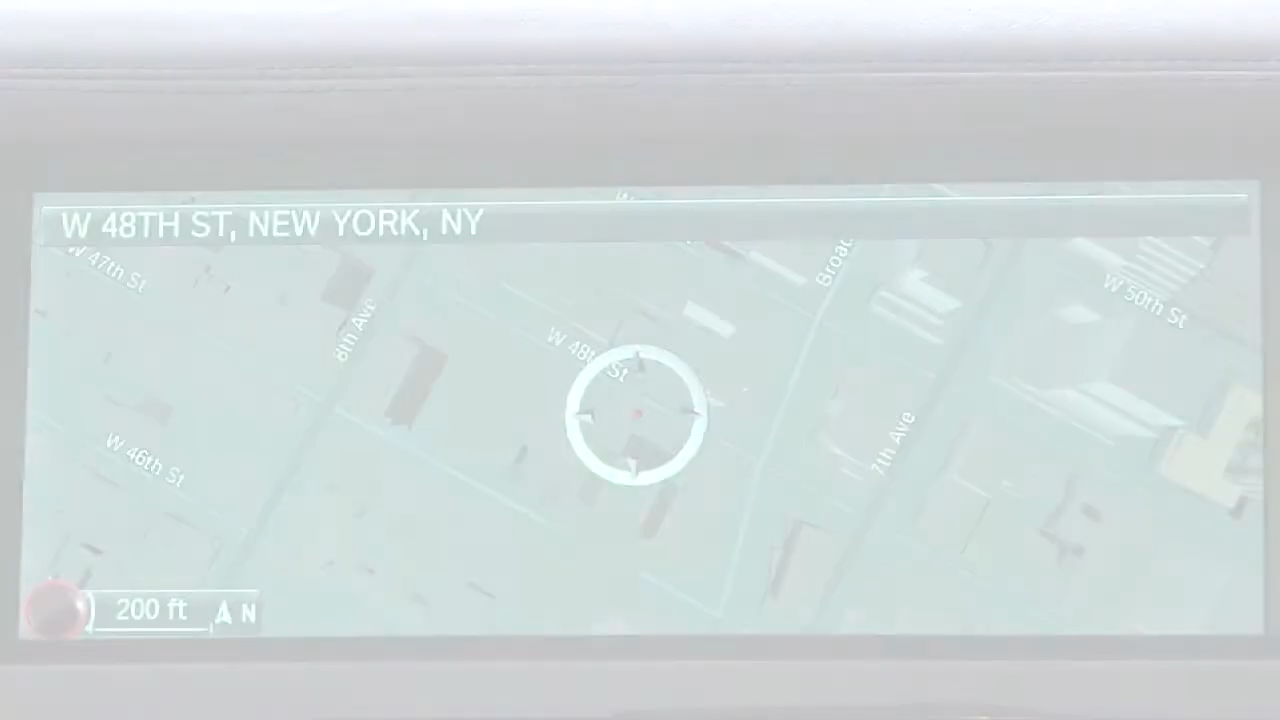 W 48TH ST, NEW YORK, NY
W 47th St
Broad
W 50th St
8th Ave
W 48th St
7th Ave
W 46th St
200 ft
N